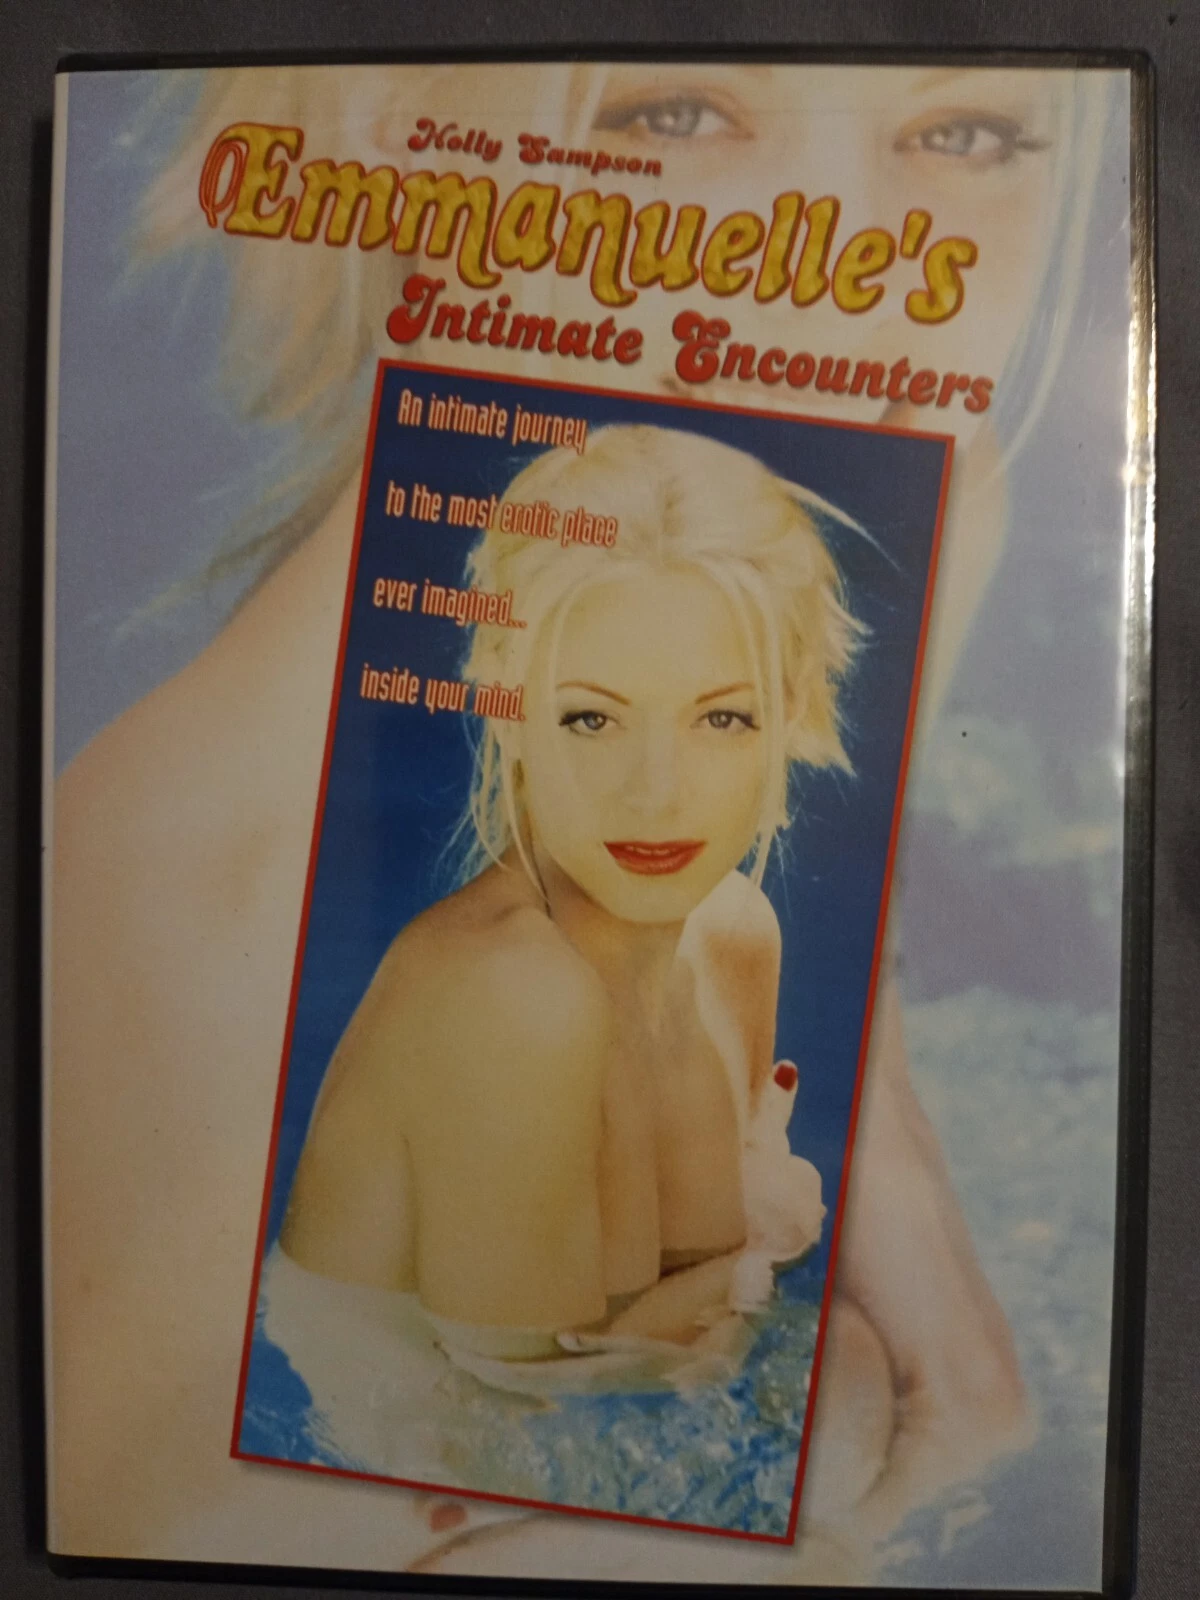 Holly Sampson
Emmanuelle's
Intimate Encounters
An intimate journey
to the most erotic place
ever imagined...
inside your mind.